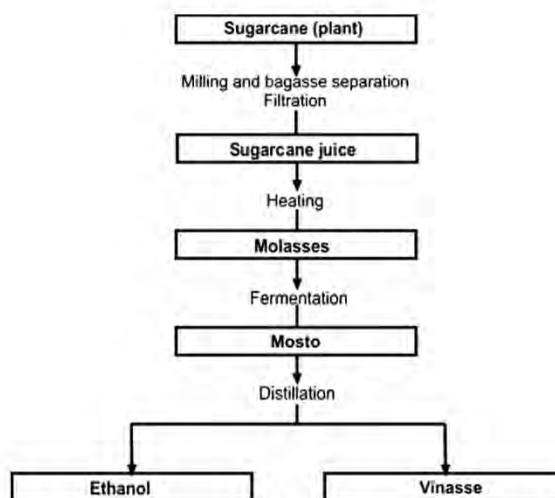 Sugarcane (plant)
Milling and bagasse separation
Filtration
Sugarcane juice
Heating
Molasses
Fermentation
Mosto
Distillation
Ethanol
Vinasse